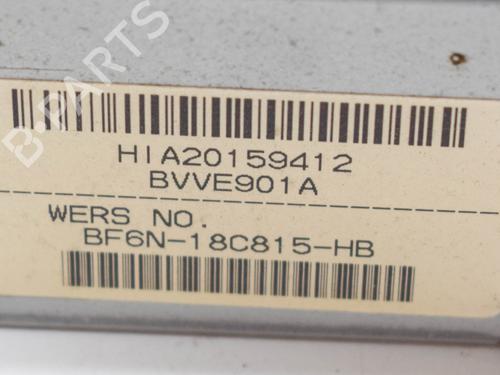 B-PARTS
HIA20159412
BVVE901A
WERS NO.
BF6N-18C815-HB